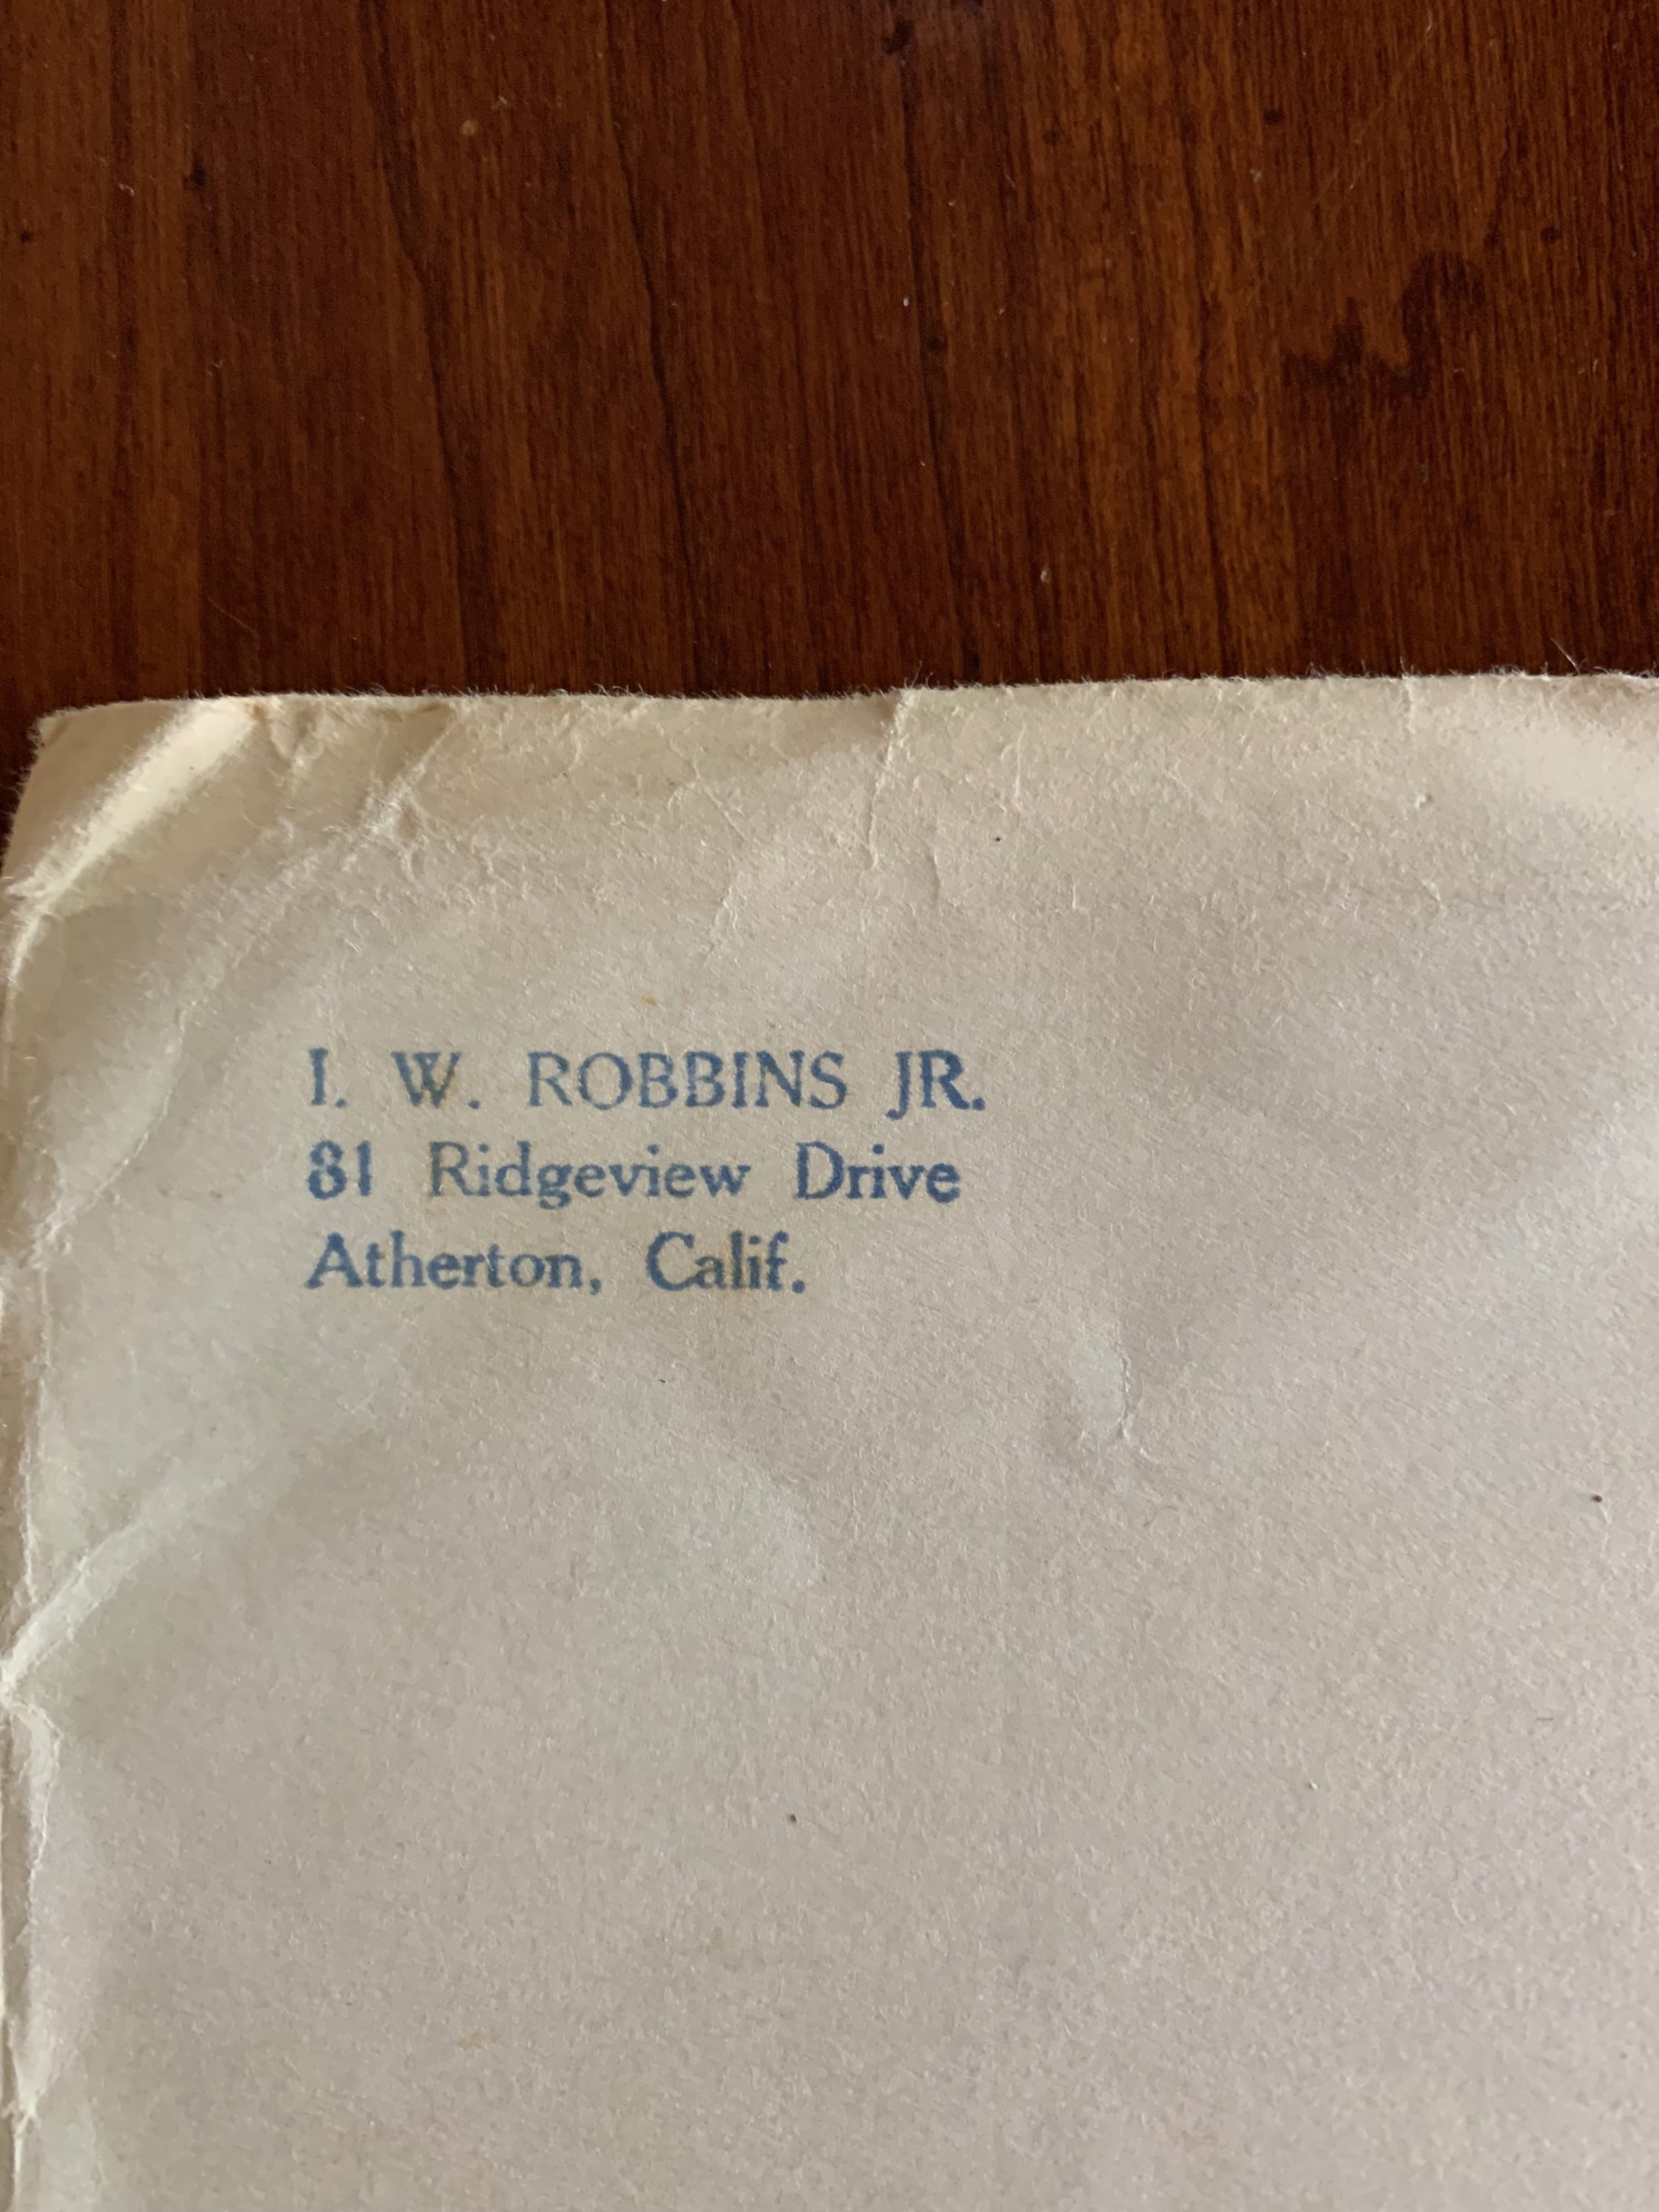 I. W. ROBBINS JR.
81 Ridgeview Drive
Atherton, Calif.